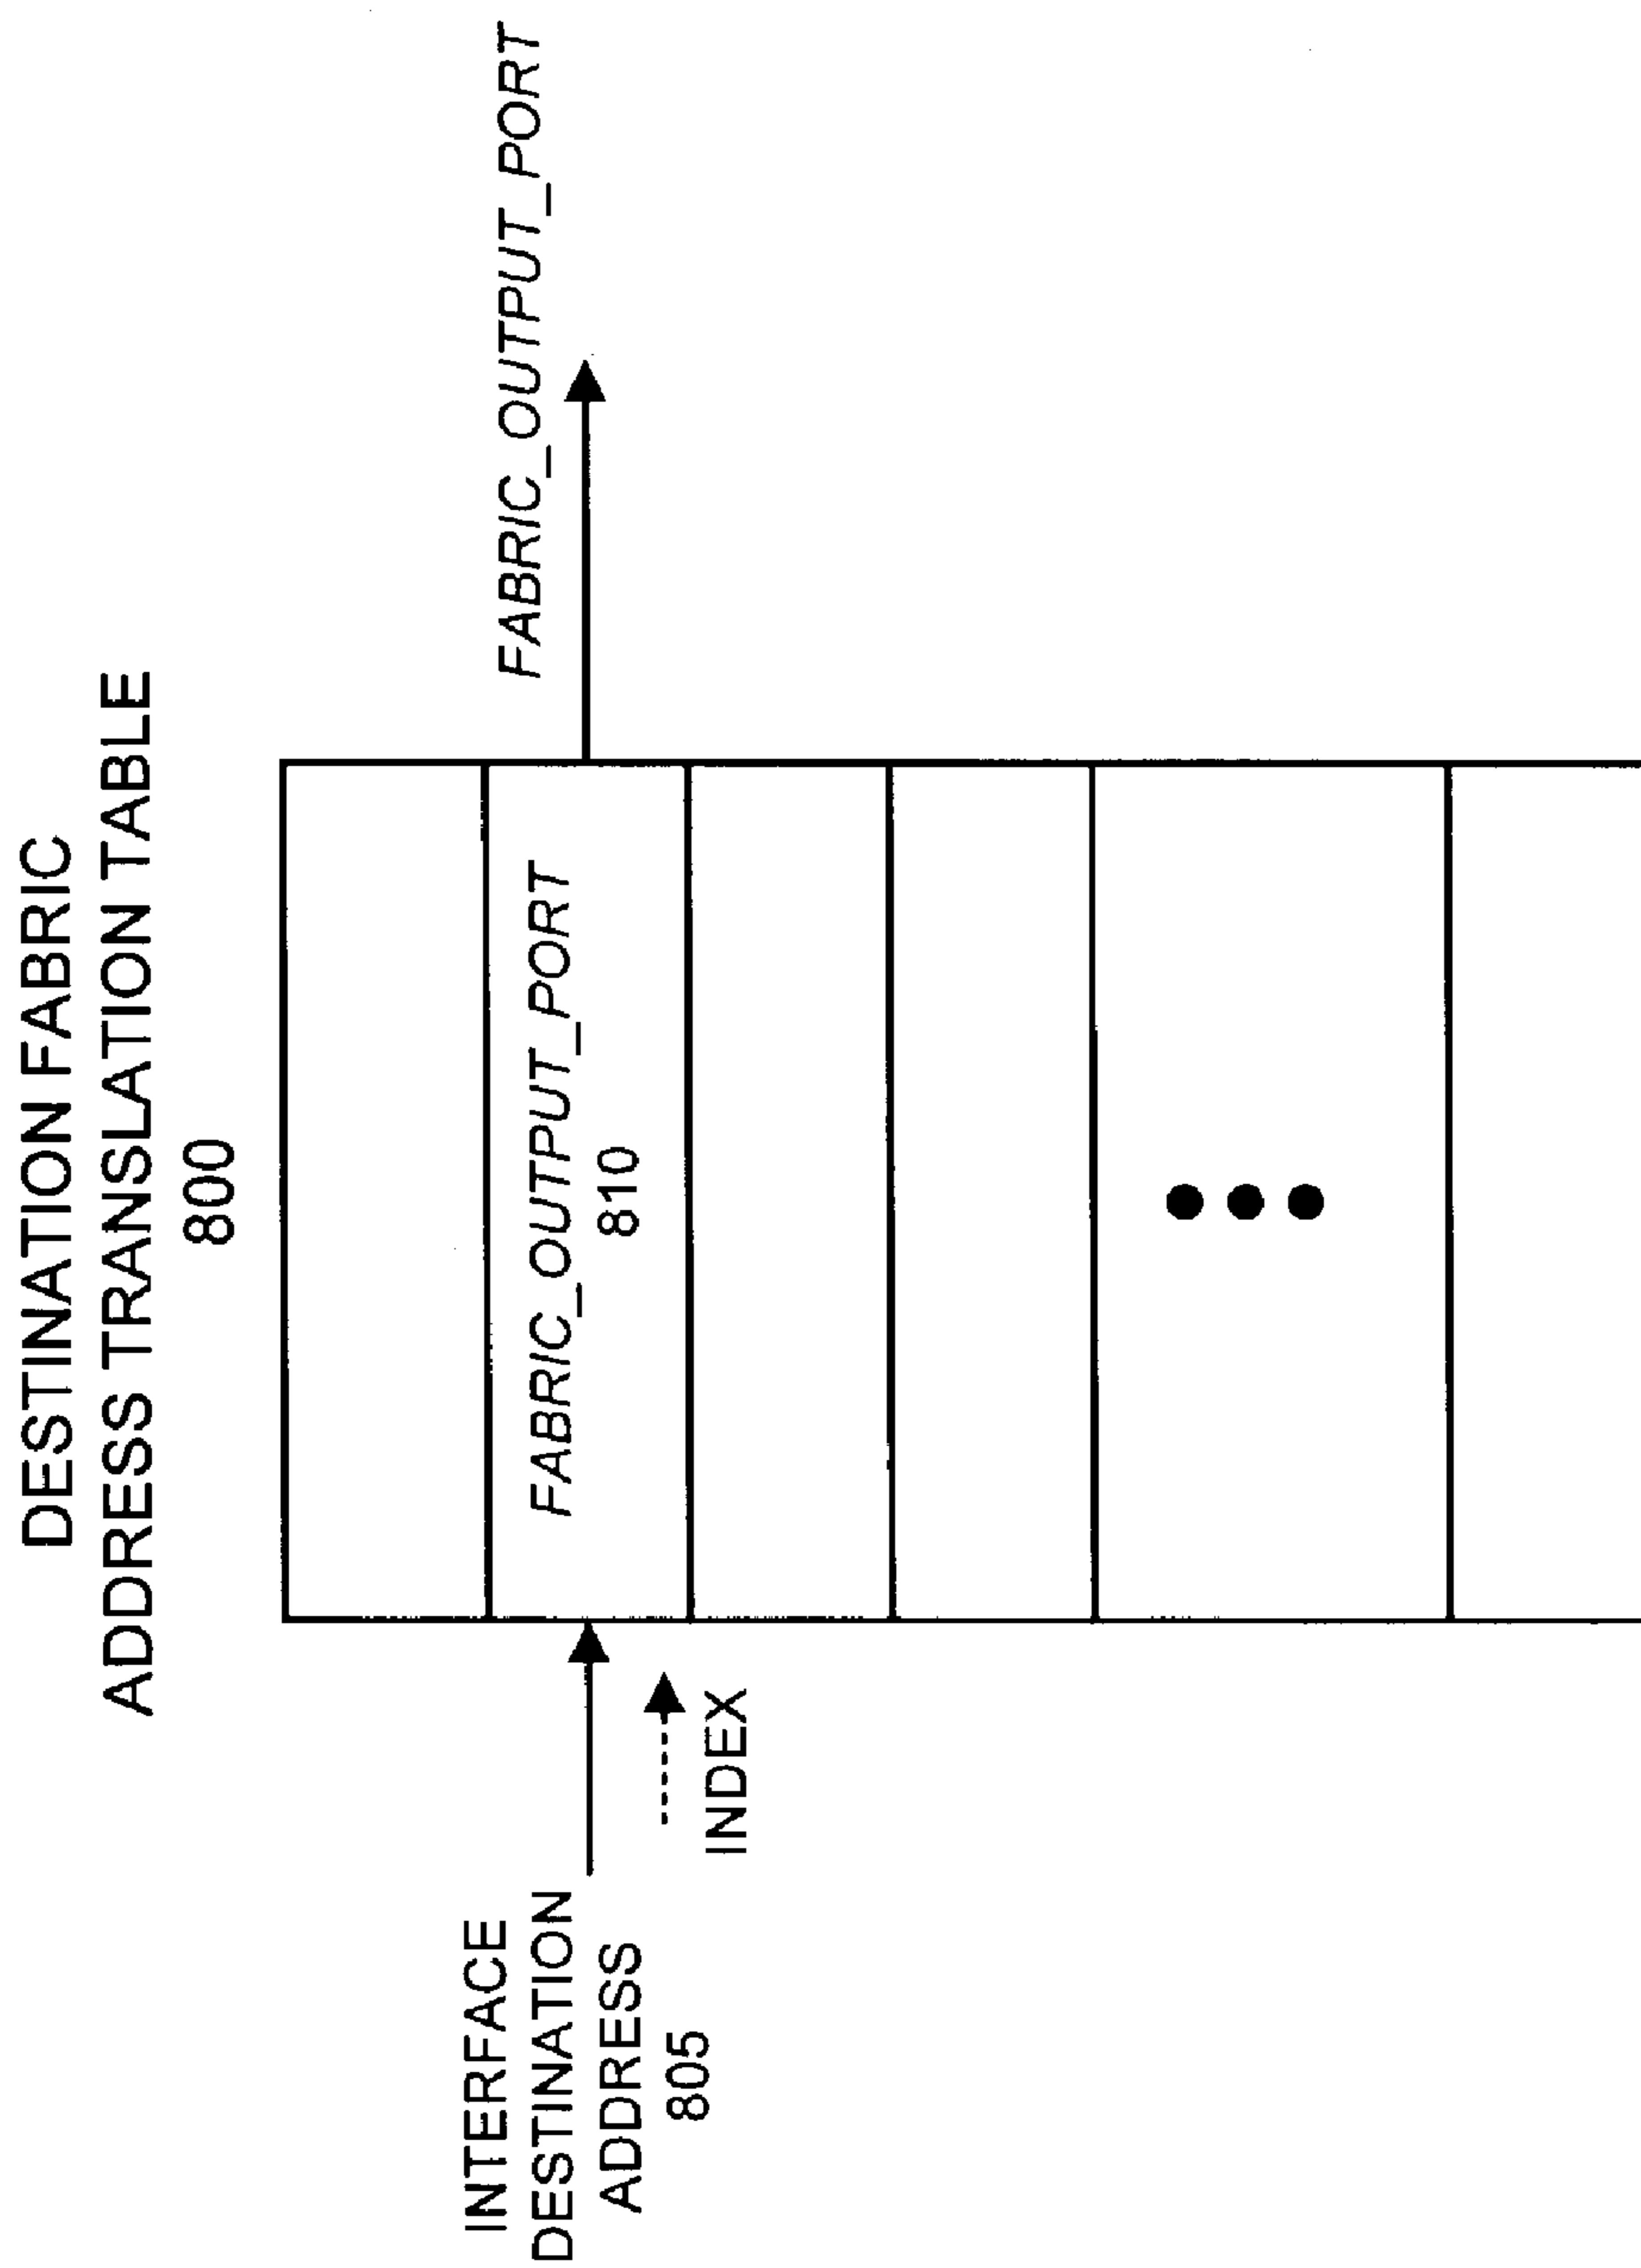 DESTINATION FABRIC
ADDRESS TRANSLATION TABLE
800
INTERFACE
DESTINATION
ADDRESS
805
INDEX
FABRIC_OUTPUT_PORT
810
FABRIC_OUTPUT_PORT